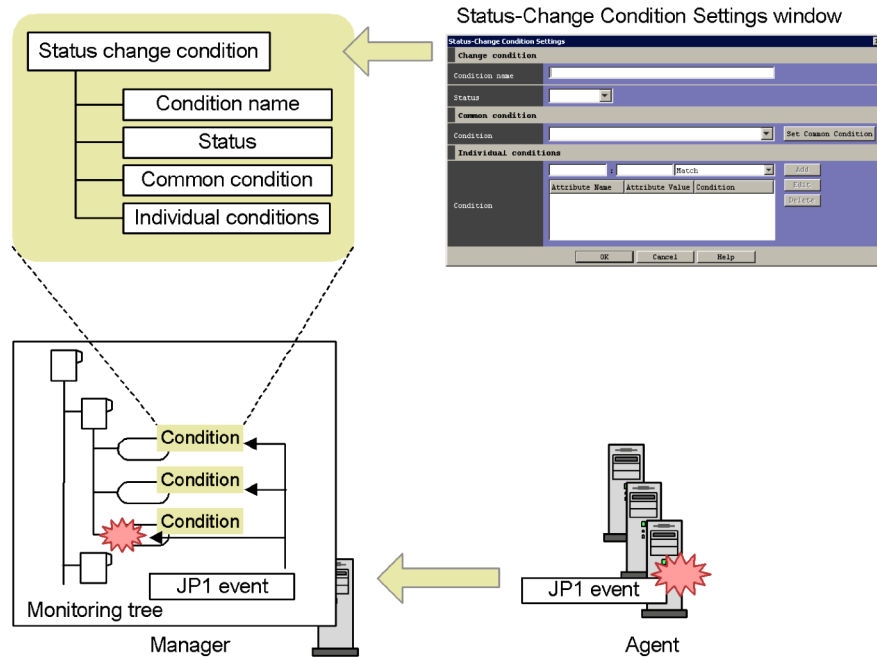 Status-Change Condition Settings window
Status change condition
Condition name
Status
Common condition
Individual conditions
Status-Change Condition Settings
Change condition
Condition name
Status
Common condition
Condition
Set Common Condition
Individual conditions
: Match Add
Attribute Name Attribute Value Condition Edit
Delete
Condition
OK Cancel Help
Condition
Condition
Condition
JP1 event
Monitoring tree
Manager
JP1 event
Agent